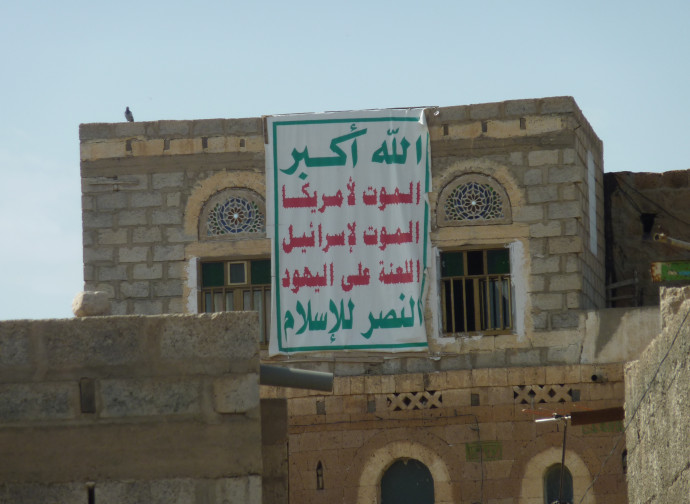 الله أكبر
الموت لأمريكا
الموت لإسرائيل
اللعنة على اليهود
النصر للإسلام